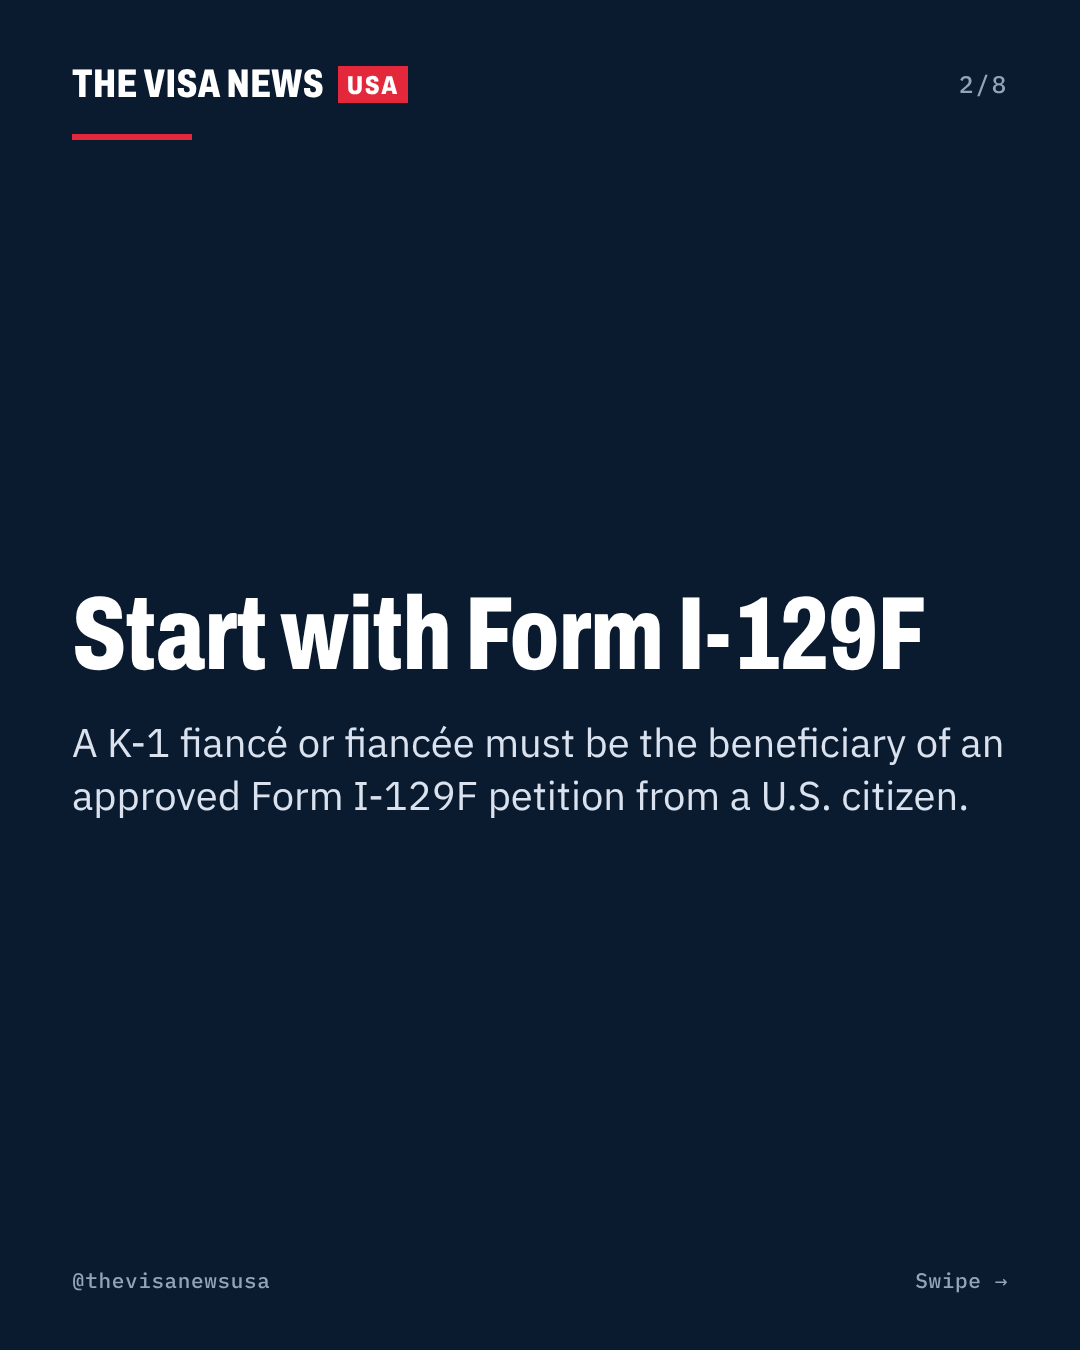 THE VISA NEWS USA
2/8
Start with Form I-129F
A K-1 fiancé or fiancée must be the beneficiary of an
approved Form I-129F petition from a U.S. citizen.
@thevisanewsusa
Swipe →